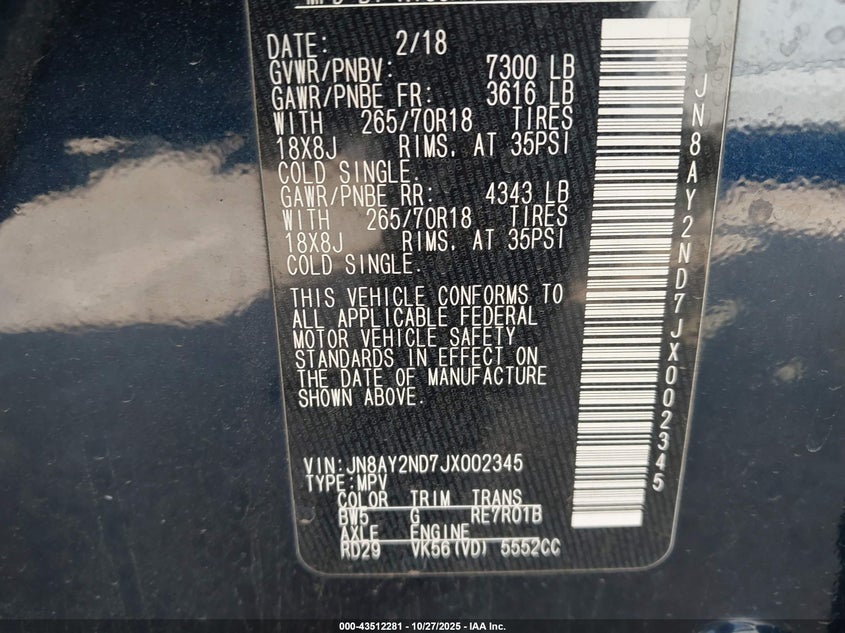 DATE: 2/18
GVWR/PNBV: 7300 LB
GAWR/PNBE FR: 3616 LB
WITH 265/70R18 TIRES
18X8J RIMS, AT 35PSI
COLD SINGLE.
GAWR/PNBE RR: 4343 LB
WITH 265/70R18 TIRES
18X8J RIMS, AT 35PSI
COLD SINGLE.
THIS VEHICLE CONFORMS TO
ALL APPLICABLE FEDERAL
MOTOR VEHICLE SAFETY
STANDARDS IN EFFECT ON
THE DATE OF MANUFACTURE
SHOWN ABOVE.
VIN:JN8AY2ND7JX002345
TYPE:MPV
COLOR TRIM TRANS
BW5 G RE7R01B
AXLE ENGINE
RD29 VK56(VD) 5552CC
JN8AY2ND7JX002345
000-43512281 - 10/27/2025 - IAA Inc.